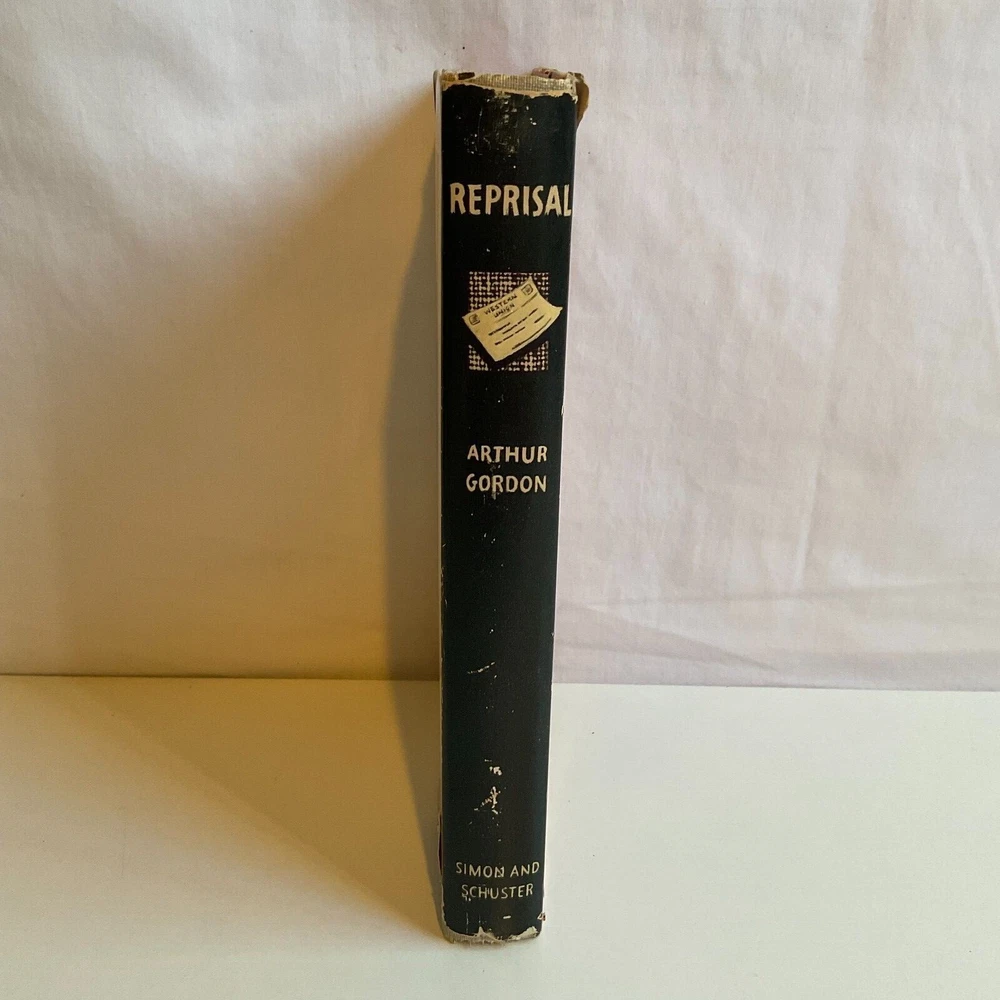 REPRISAL
WESTERN
UNION
ARTHUR
GORDON
SIMON AND
SCHUSTER